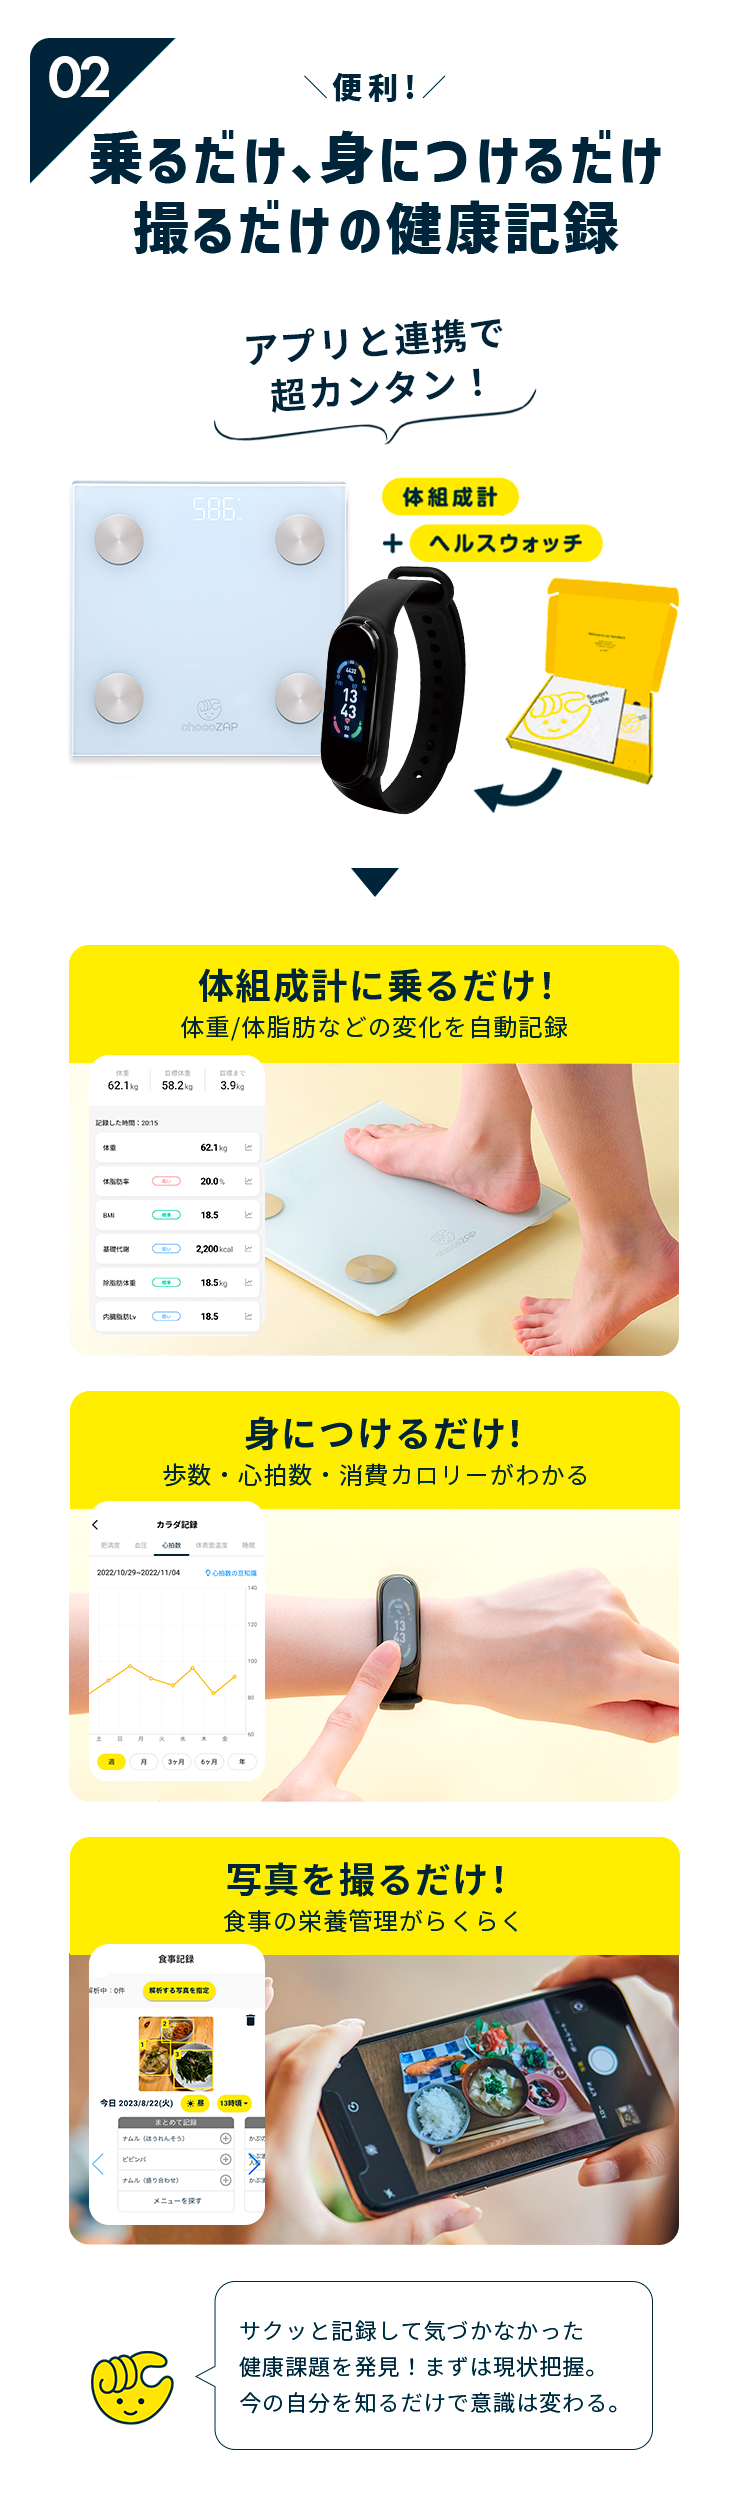 02
便利！
乗るだけ、身につけるだけ
撮るだけの健康記録
アプリと連携で
超カンタン！
586
体組成計
+ ヘルスウォッチ
chocoZAP
13
43
Smart
Scale
体組成計に乗るだけ！
体重/体脂肪などの変化を自動記録
体重 目標体重 目標まで
62.1kg 58.2kg 3.9kg
記録した時間：20:15
体重 62.1kg
体脂肪率 高い 20.0%
BMI 標準 18.5
基礎代謝 低い 2,200kcal
除脂肪体重 標準 18.5kg
内臓脂肪Lv 低い 18.5
chocoZAP
身につけるだけ！
歩数・心拍数・消費カロリーがわかる
カラダ記録
肥満度 血圧 心拍数 体表面温度 睡眠
2022/10/29~2022/11/04 心拍数の豆知識
140
120
100
80
60
土 日 月 火 水 木 金
週 月 3ヶ月 6ヶ月 年
13
43
写真を撮るだけ！
食事の栄養管理がらくらく
食事記録
解析中：0件 解析する写真を指定
2
1
3
今日 2023/8/22(火) 昼 13時頃
まとめて記録
ナムル（ほうれんそう）
ビビンバ
ナムル（盛り合わせ）
メニューを探す
サクッと記録して気づかなかった
健康課題を発見！まずは現状把握。
今の自分を知るだけで意識は変わる。